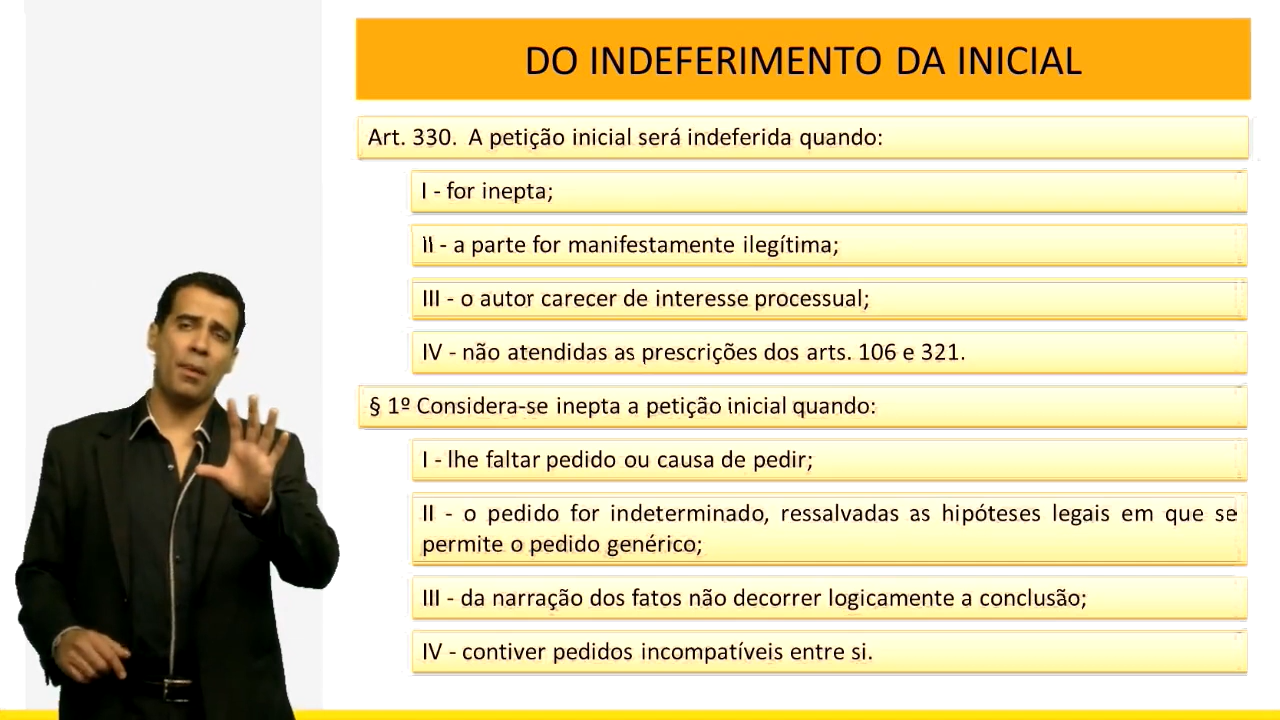 DO INDEFERIMENTO DA INICIAL
Art. 330. A petição inicial será indeferida quando:
I - for inepta;
II - a parte for manifestamente ilegítima;
III - o autor carecer de interesse processual;
IV - não atendidas as prescrições dos arts. 106 e 321.
§ 1º Considera-se inepta a petição inicial quando:
I - lhe faltar pedido ou causa de pedir;
II - o pedido for indeterminado, ressalvadas as hipóteses legais em que se
permite o pedido genérico;
III - da narração dos fatos não decorrer logicamente a conclusão;
IV - contiver pedidos incompatíveis entre si.